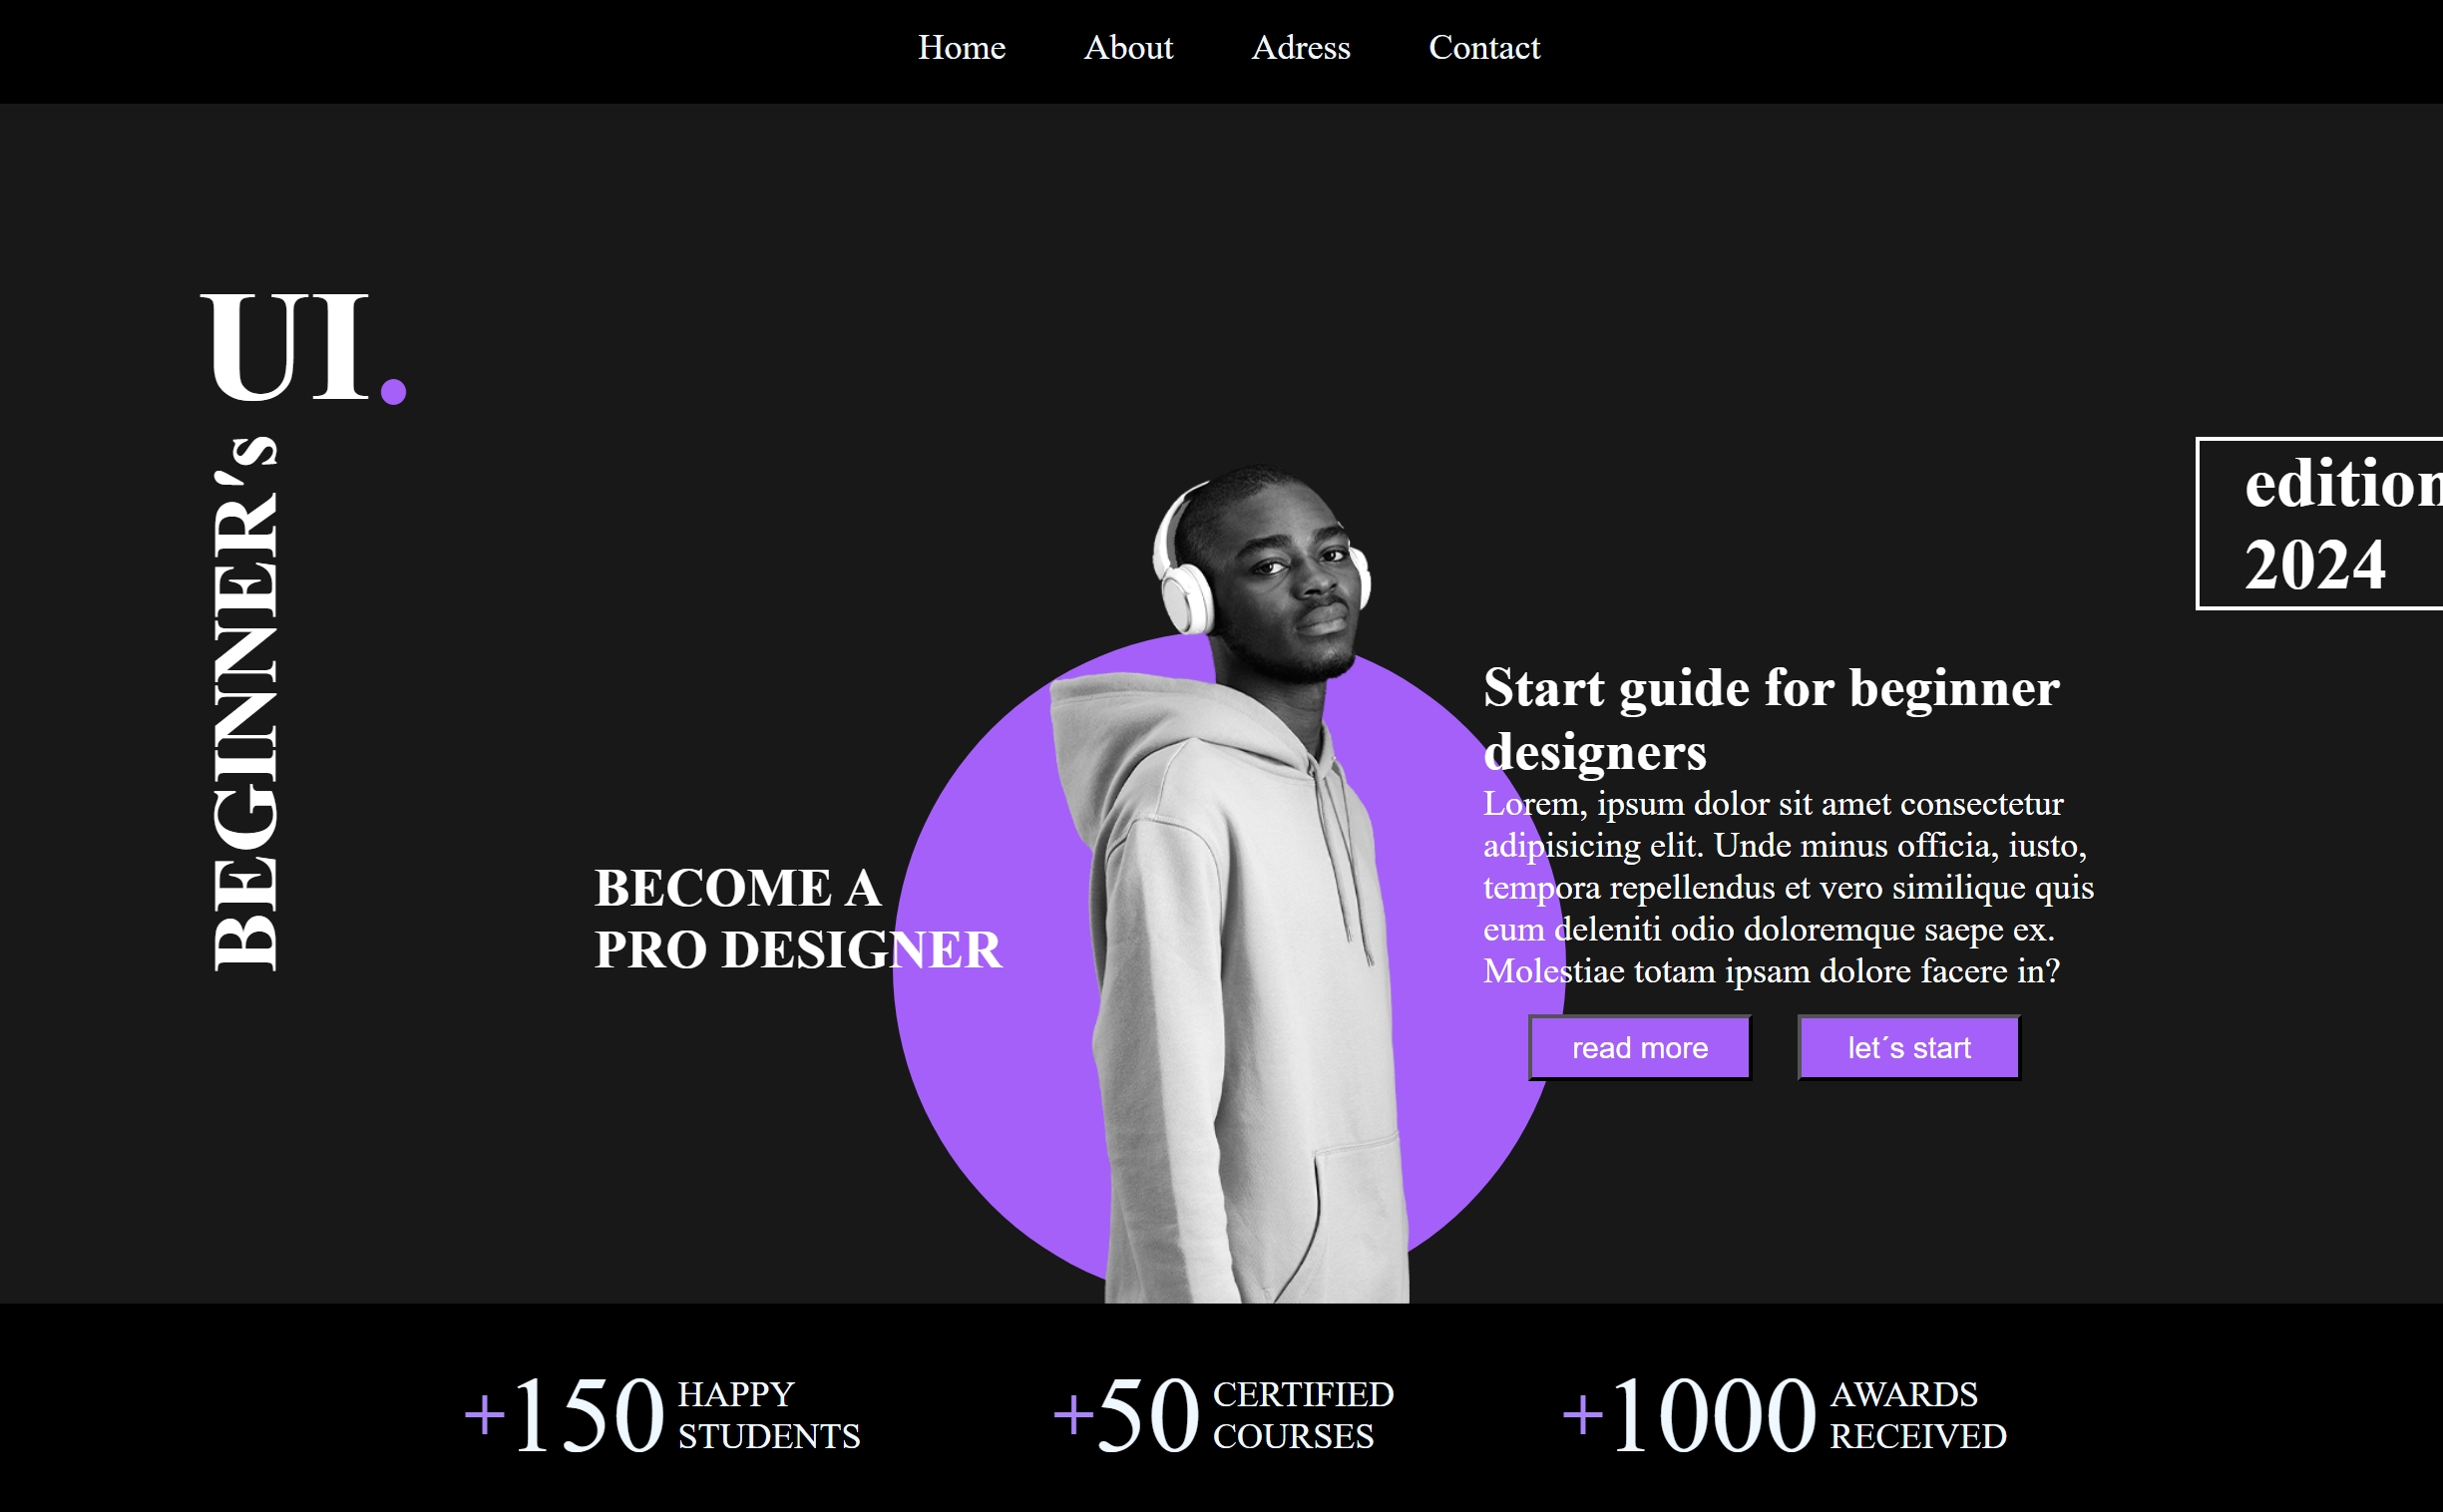 Home About Adress Contact
UI.
BEGINNER's
edition
2024
BECOME A
PRO DESIGNER
Start guide for beginner
designers
Lorem, ipsum dolor sit amet consectetur
adipisicing elit. Unde minus officia, iusto,
tempora repellendus et vero similique quis
eum deleniti odio doloremque saepe ex.
Molestiae totam ipsam dolore facere in?
read more let´s start
+150 HAPPY
STUDENTS
+50 CERTIFIED
COURSES
+1000 AWARDS
RECEIVED